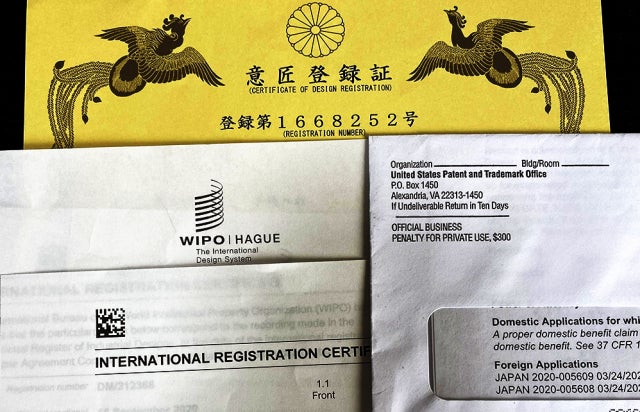 意匠登録証
(CERTIFICATE OF DESIGN REGISTRATION)
登録第1668252号
(REGISTRATION NUMBER)
WIPO | HAGUE
The International
Design System
INTERNATIONAL REGISTRATION CERTIF
1.1
Front
Registration number DM/212368
Organization Bldg/Room
United States Patent and Trademark Office
P.O. Box 1450
Alexandria, VA 22313-1450
If Undeliverable Return in Ten Days
OFFICIAL BUSINESS
PENALTY FOR PRIVATE USE, $300
Domestic Applications for whi
A proper domestic benefit claim
domestic benefit. See 37 CFR 1
Foreign Applications
JAPAN 2020-005609 03/24/202
JAPAN 2020-005608 03/24/202